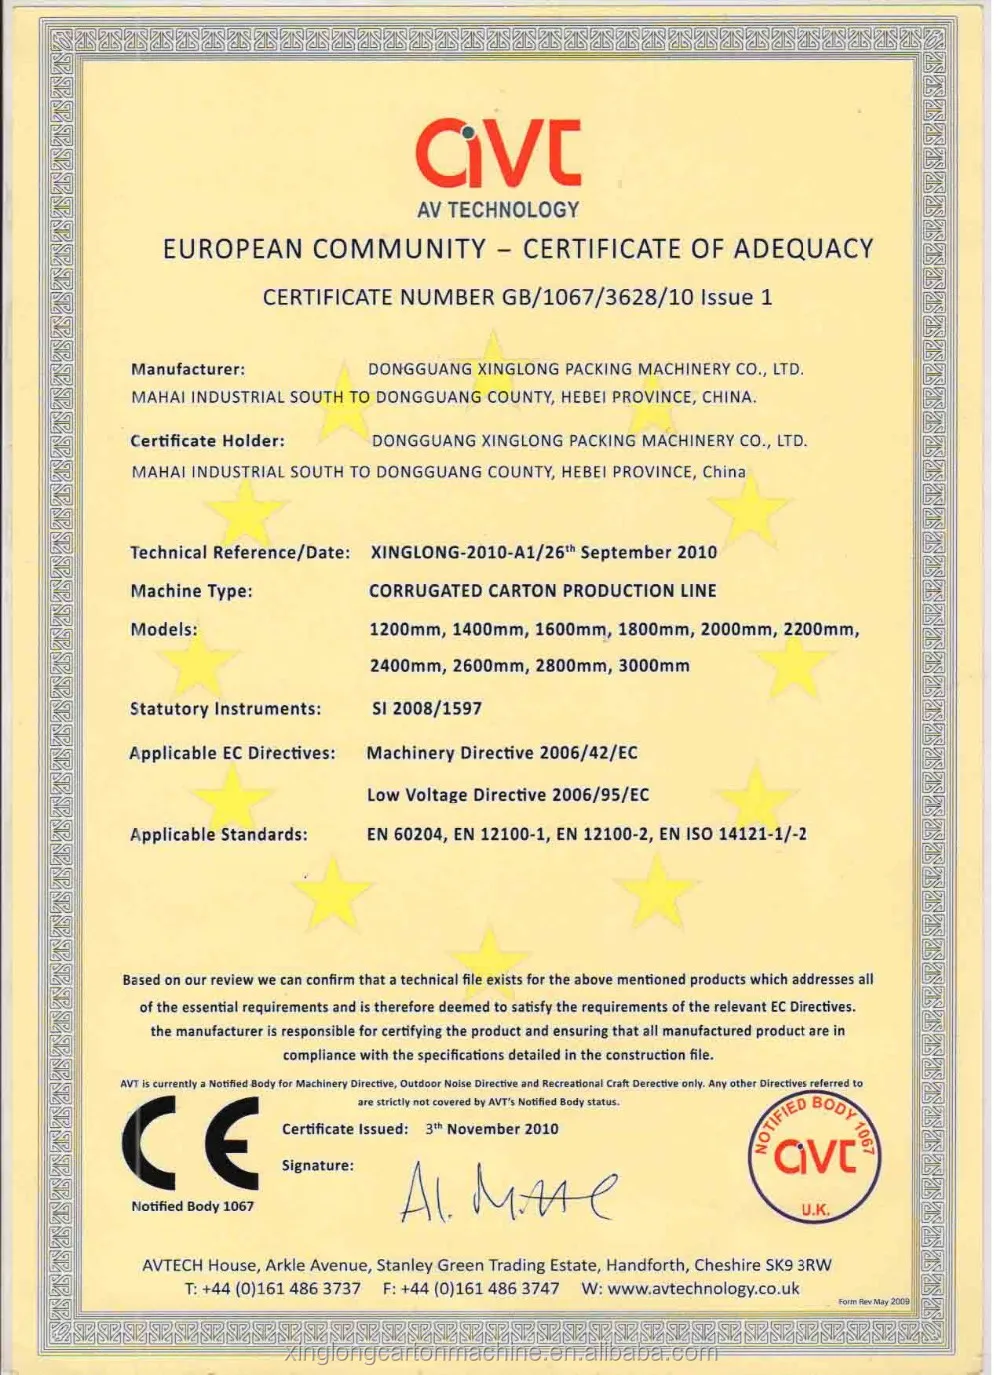 avt
AV TECHNOLOGY
EUROPEAN COMMUNITY – CERTIFICATE OF ADEQUACY
CERTIFICATE NUMBER GB/1067/3628/10 Issue 1
Manufacturer: DONGGUANG XINGLONG PACKING MACHINERY CO., LTD.
MAHAI INDUSTRIAL SOUTH TO DONGGUANG COUNTY, HEBEI PROVINCE, CHINA.
Certificate Holder: DONGGUANG XINGLONG PACKING MACHINERY CO., LTD.
MAHAI INDUSTRIAL SOUTH TO DONGGUANG COUNTY, HEBEI PROVINCE, China
Technical Reference/Date: XINGLONG-2010-A1/26th September 2010
Machine Type: CORRUGATED CARTON PRODUCTION LINE
Models: 1200mm, 1400mm, 1600mm, 1800mm, 2000mm, 2200mm,
2400mm, 2600mm, 2800mm, 3000mm
Statutory Instruments: SI 2008/1597
Applicable EC Directives: Machinery Directive 2006/42/EC
Low Voltage Directive 2006/95/EC
Applicable Standards: EN 60204, EN 12100-1, EN 12100-2, EN ISO 14121-1/-2
Based on our review we can confirm that a technical file exists for the above mentioned products which addresses all
of the essential requirements and is therefore deemed to satisfy the requirements of the relevant EC Directives.
the manufacturer is responsible for certifying the product and ensuring that all manufactured product are in
compliance with the specifications detailed in the construction file.
AVT is currently a Notified Body for Machinery Directive, Outdoor Noise Directive and Recreational Craft Derective only. Any other Directives referred to
are strictly not covered by AVT's Notified Body status.
CE
Certificate Issued: 3th November 2010
Signature:
Notified Body 1067
NOTIFIED BODY 1067
avt
U.K.
AVTECH House, Arkle Avenue, Stanley Green Trading Estate, Handforth, Cheshire SK9 3RW
T: +44 (0)161 486 3737 F: +44 (0)161 486 3747 W: www.avtechnology.co.uk
Form Rev May 2009
xinglongcartonmachine.en.alibaba.com